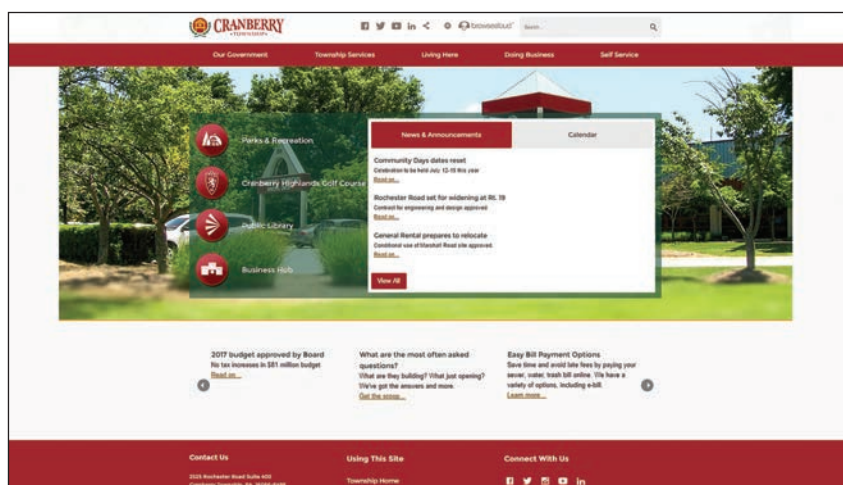 CRANBERRY
TOWNSHIP
browsealoud
Search...
Our Government
Township Services
Living Here
Doing Business
Self Service
Parks & Recreation
Cranberry Highlands Golf Course
Public Library
Business Hub
News & Announcements
Calendar
Community Days dates reset
Celebration to be held July 12-15 this year
Read on...
Rochester Road set for widening at Rt. 19
Contract for engineering and design approved
Read on...
General Rental prepares to relocate
Conditional use of Marshall Road site approved.
Read on...
View All
2017 budget approved by Board
No tax increases in $81 million budget
Read on...
What are the most often asked
questions?
What are they building? What just opening?
We've got the answers and more.
Get the scoop...
Easy Bill Payment Options
Save time and avoid late fees by paying your
sewer, water, trash bill online. We have a
variety of options, including e-bill.
Learn more...
Contact Us
2525 Rochester Road Suite 400
Using This Site
Township Home
Connect With Us